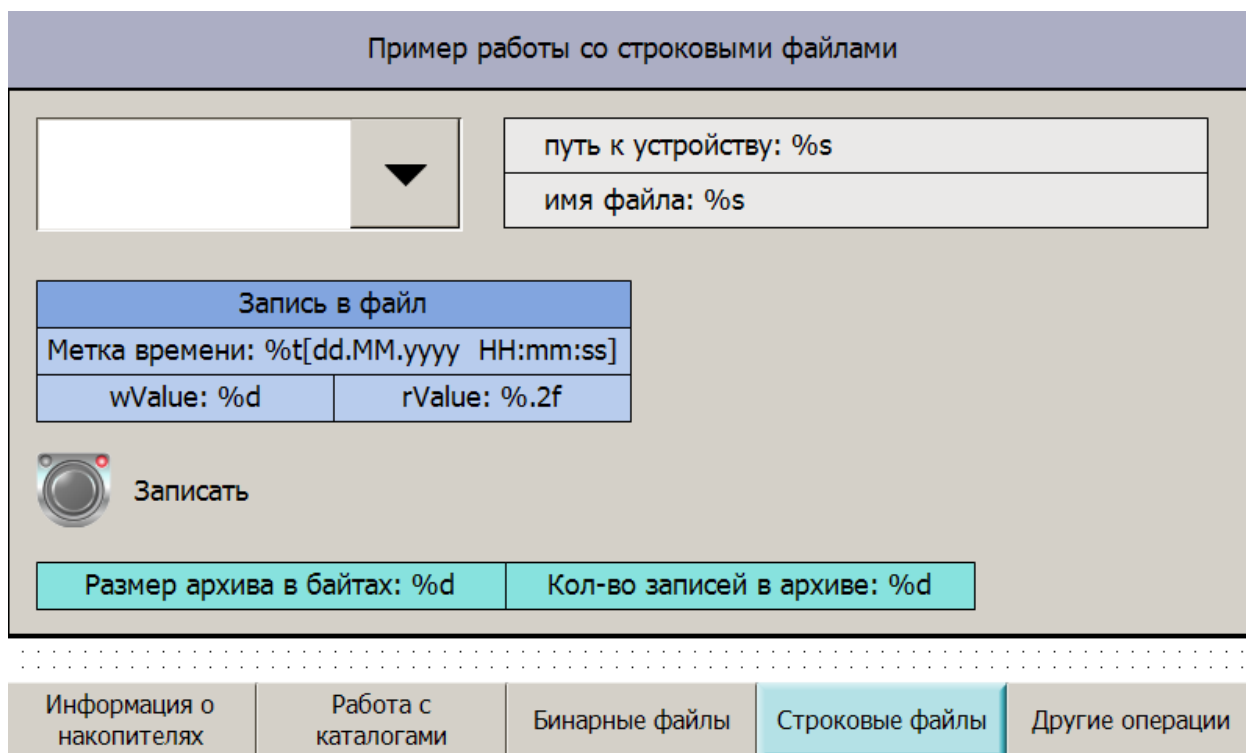 Пример работы со строковыми файлами
путь к устройству: %s
имя файла: %s
Запись в файл
Метка времени: %t[dd.MM.yyyy  HH:mm:ss]
wValue: %d
rValue: %.2f
Записать
Размер архива в байтах: %d
Кол-во записей в архиве: %d
Информация о
накопителях
Работа с
каталогами
Бинарные файлы
Строковые файлы
Другие операции